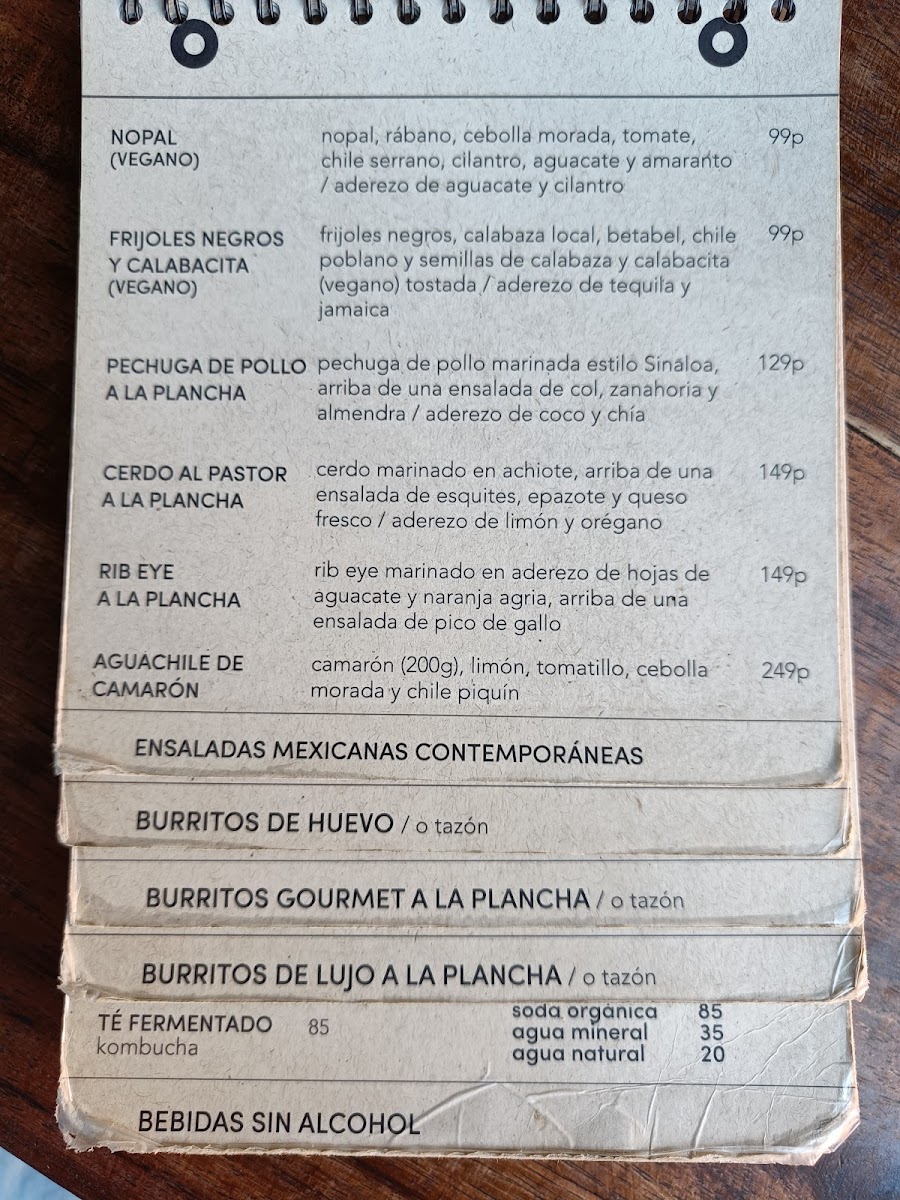 NOPAL nopal, rábano, cebolla morada, tomate, 99p
(VEGANO) chile serrano, cilantro, aguacate y amaranto
/ aderezo de aguacate y cilantro
FRIJOLES NEGROS frijoles negros, calabaza local, betabel, chile 99p
Y CALABACITA poblano y semillas de calabaza y calabacita
(VEGANO) (vegano) tostada / aderezo de tequila y
jamaica
PECHUGA DE POLLO pechuga de pollo marinada estilo Sinaloa, 129p
A LA PLANCHA arriba de una ensalada de col, zanahoria y
almendra / aderezo de coco y chía
CERDO AL PASTOR cerdo marinado en achiote, arriba de una 149p
A LA PLANCHA ensalada de esquites, epazote y queso
fresco / aderezo de limón y orégano
RIB EYE rib eye marinado en aderezo de hojas de 149p
A LA PLANCHA aguacate y naranja agria, arriba de una
ensalada de pico de gallo
AGUACHILE DE camarón (200g), limón, tomatillo, cebolla 249p
CAMARÓN morada y chile piquín
ENSALADAS MEXICANAS CONTEMPORÁNEAS
BURRITOS DE HUEVO / o tazón
BURRITOS GOURMET A LA PLANCHA / o tazón
BURRITOS DE LUJO A LA PLANCHA / o tazón
soda orgánica 85
TÉ FERMENTADO 85 agua mineral 35
kombucha agua natural 20
BEBIDAS SIN ALCOHOL